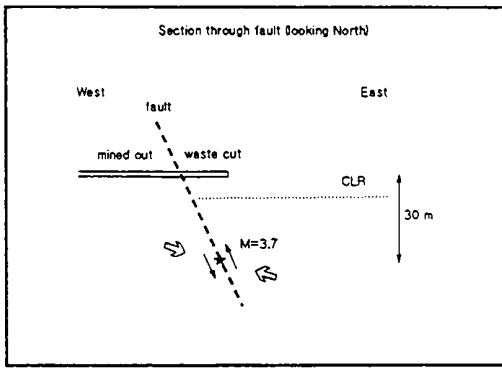 Section through fault (looking North)
West
East
fault
mined out
waste cut
CLR
30 m
M=3.7